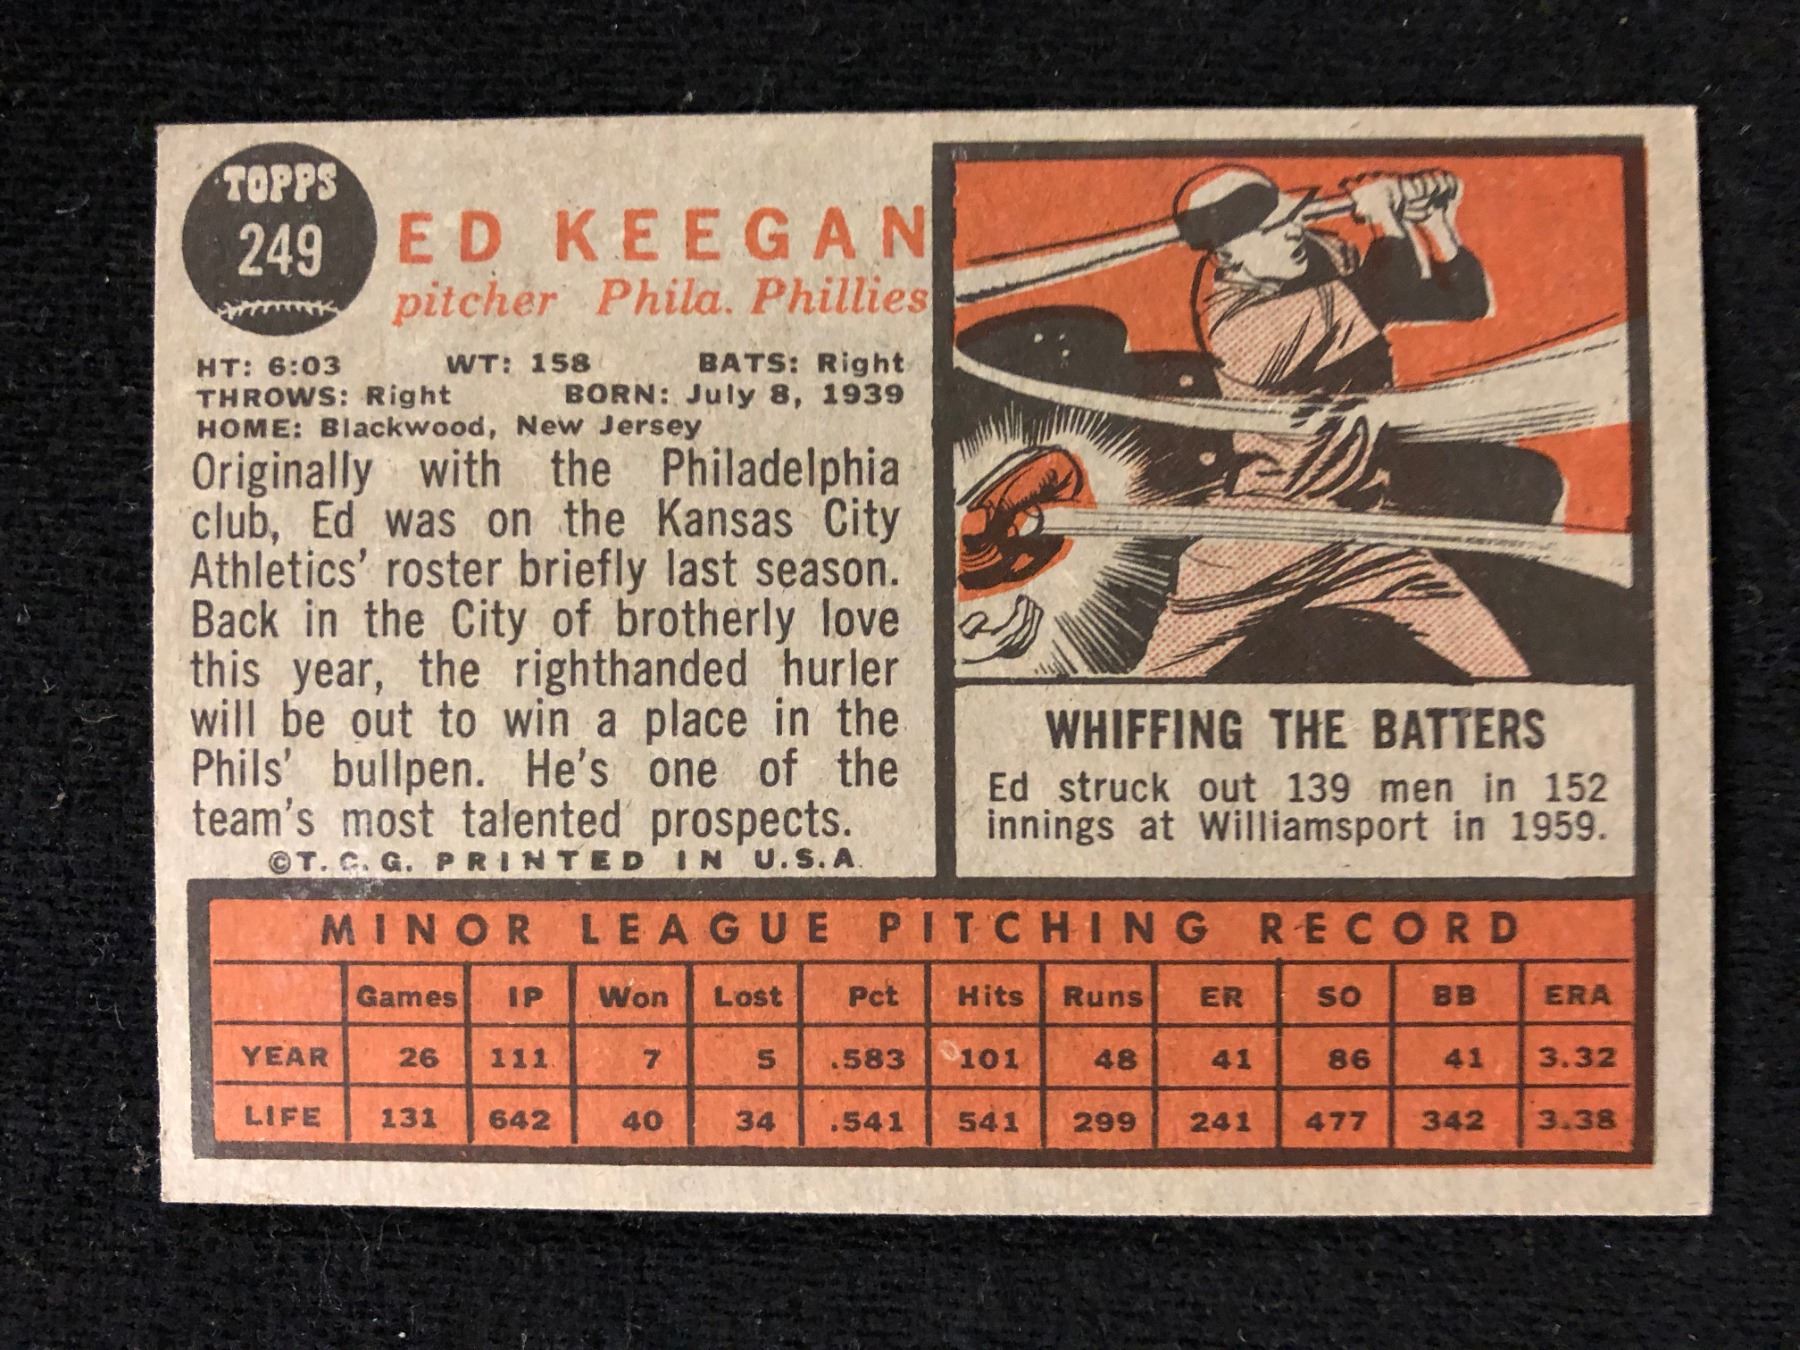 TOPPS
249
ED KEEGAN
pitcher Phila. Phillies
HT: 6:03 WT: 158 BATS: Right
THROWS: Right BORN: July 8, 1939
HOME: Blackwood, New Jersey
Originally with the Philadelphia
club, Ed was on the Kansas City
Athletics' roster briefly last season.
Back in the City of brotherly love
this year, the righthanded hurler
will be out to win a place in the
Phils' bullpen. He's one of the
team's most talented prospects.
©T. C. G. PRINTED IN U.S.A.
WHIFFING THE BATTERS
Ed struck out 139 men in 152
innings at Williamsport in 1959.
MINOR LEAGUE PITCHING RECORD
Games IP Won Lost Pct Hits Runs ER SO BB ERA
YEAR 26 111 7 5 .583 101 48 41 86 41 3.32
LIFE 131 642 40 34 .541 541 299 241 477 342 3.38